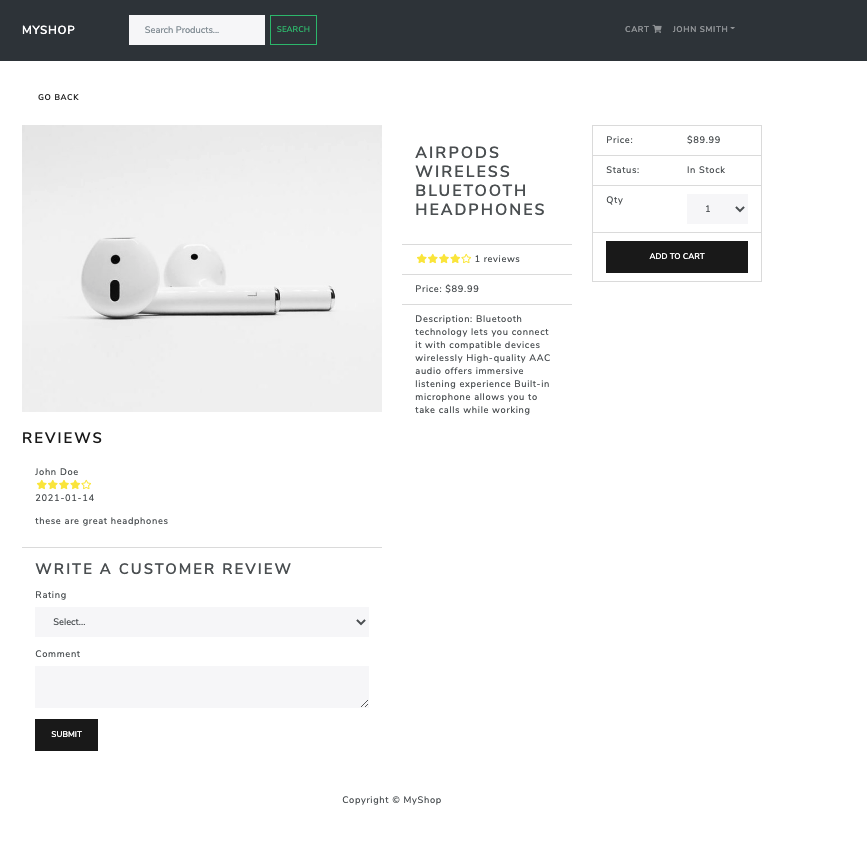 MYSHOP
Search Products...
SEARCH
CART
JOHN SMITH
GO BACK
AIRPODS
WIRELESS
BLUETOOTH
HEADPHONES
1 reviews
Price: $89.99
Description: Bluetooth
technology lets you connect
it with compatible devices
wirelessly High-quality AAC
audio offers immersive
listening experience Built-in
microphone allows you to
take calls while working
Price: $89.99
Status: In Stock
Qty 1
ADD TO CART
REVIEWS
John Doe
2021-01-14
these are great headphones
WRITE A CUSTOMER REVIEW
Rating
Select...
Comment
SUBMIT
Copyright © MyShop